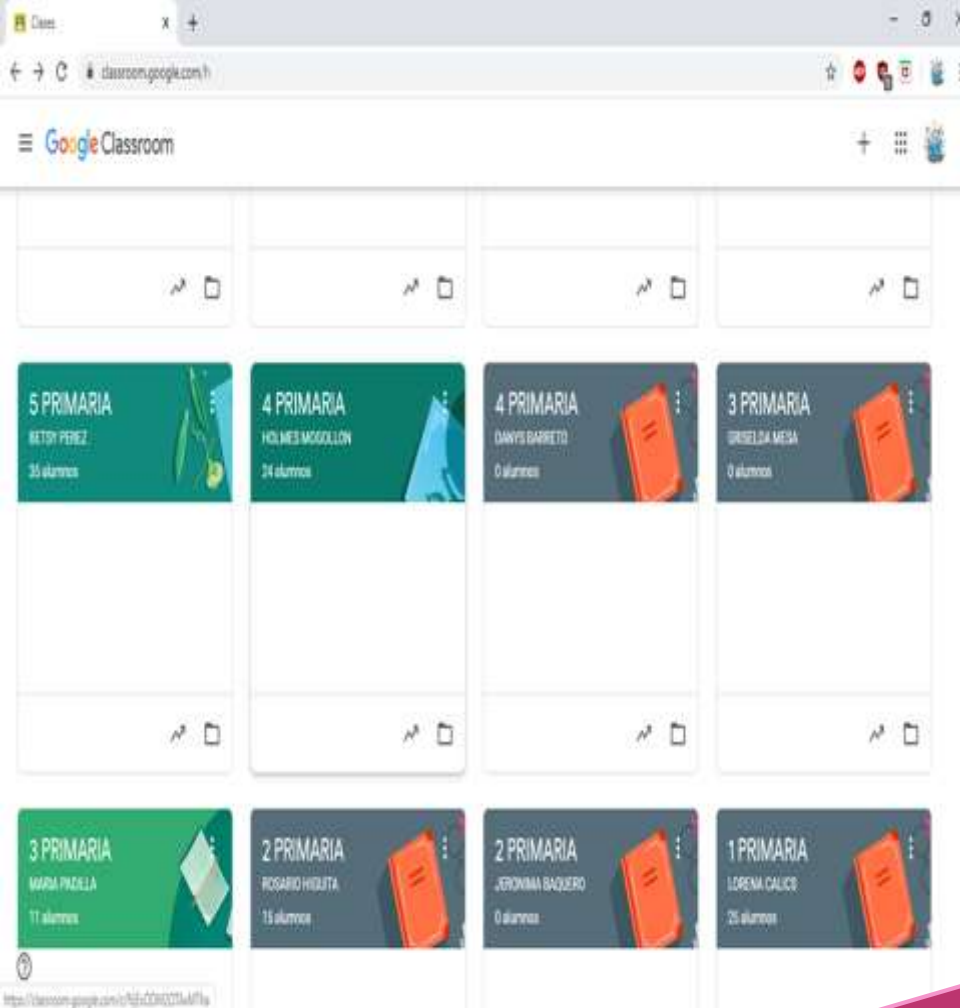 Clases
classroom.google.com/h
Google Classroom
5 PRIMARIA
BETSY PEREZ
35 alumnos
4 PRIMARIA
HOLMES MOGOLLON
24 alumnos
4 PRIMARIA
DANYS BARRETO
0 alumnos
3 PRIMARIA
GRISELDA MESA
0 alumnos
3 PRIMARIA
MARIA PADILLA
11 alumnos
2 PRIMARIA
ROSARIO HIGUITA
15 alumnos
2 PRIMARIA
JERONIMA BAQUERO
0 alumnos
1 PRIMARIA
LORENA CALICO
25 alumnos